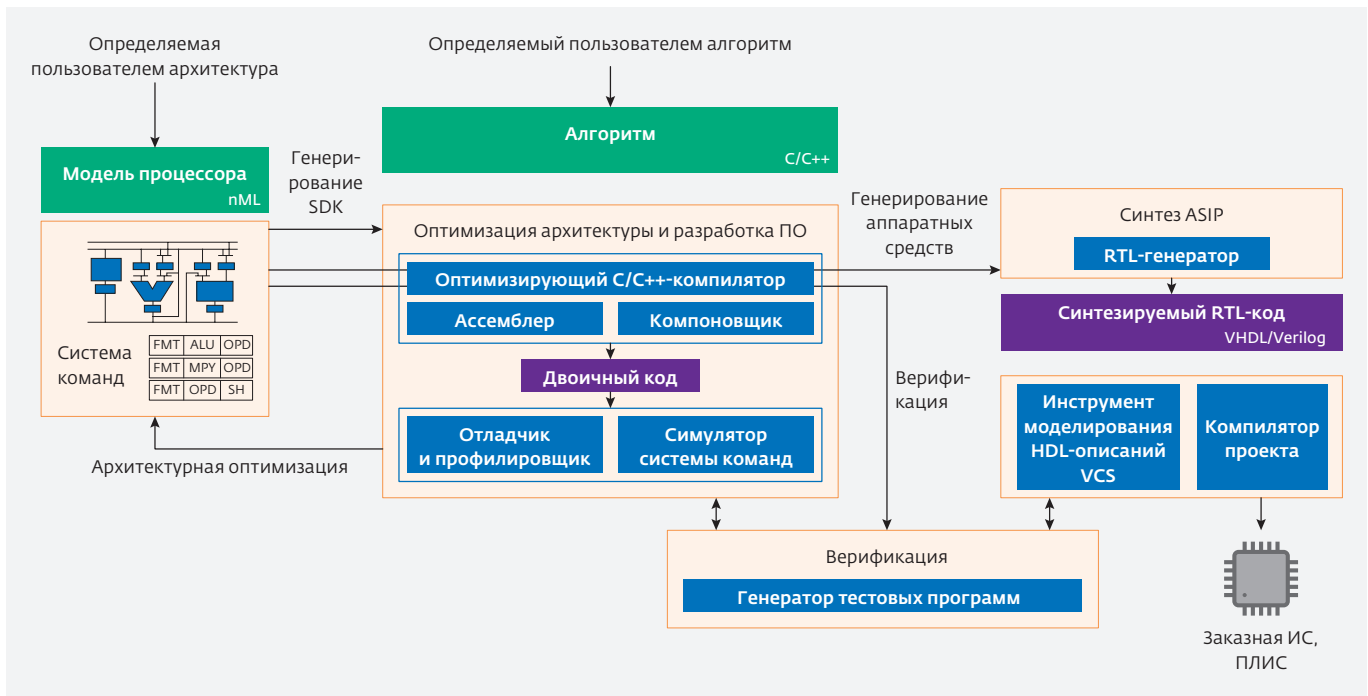 Определяемая
пользователем архитектура
Определяемый пользователем алгоритм
Модель процессора
nML
Генери-
рование
SDK
Алгоритм
C/C++
Система
команд
FMT ALU OPD
FMT MPY OPD
FMT OPD SH
Архитектурная оптимизация
Оптимизация архитектуры и разработка ПО
Оптимизирующий C/C++-компилятор
Ассемблер
Компоновщик
Двоичный код
Отладчик
и профилировщик
Симулятор
системы команд
Генерирование
аппаратных
средств
Верифи-
кация
Синтез ASIP
RTL-генератор
Синтезируемый RTL-код
VHDL/Verilog
Инструмент
моделирования
HDL-описаний
VCS
Компилятор
проекта
Верификация
Генератор тестовых программ
Заказная ИС,
ПЛИС